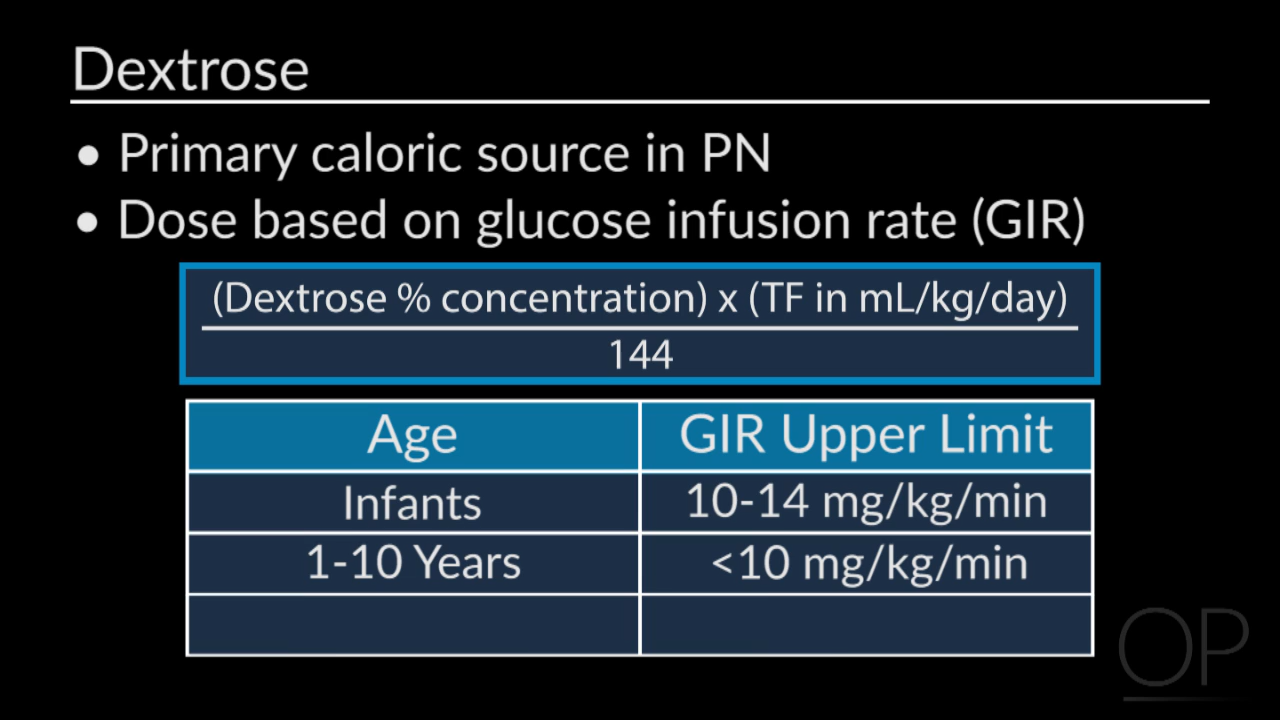 Dextrose
• Primary caloric source in PN
• Dose based on glucose infusion rate (GIR)
(Dextrose % concentration) x (TF in mL/kg/day)
144
Age GIR Upper Limit
Infants 10-14 mg/kg/min
1-10 Years <10 mg/kg/min
OP